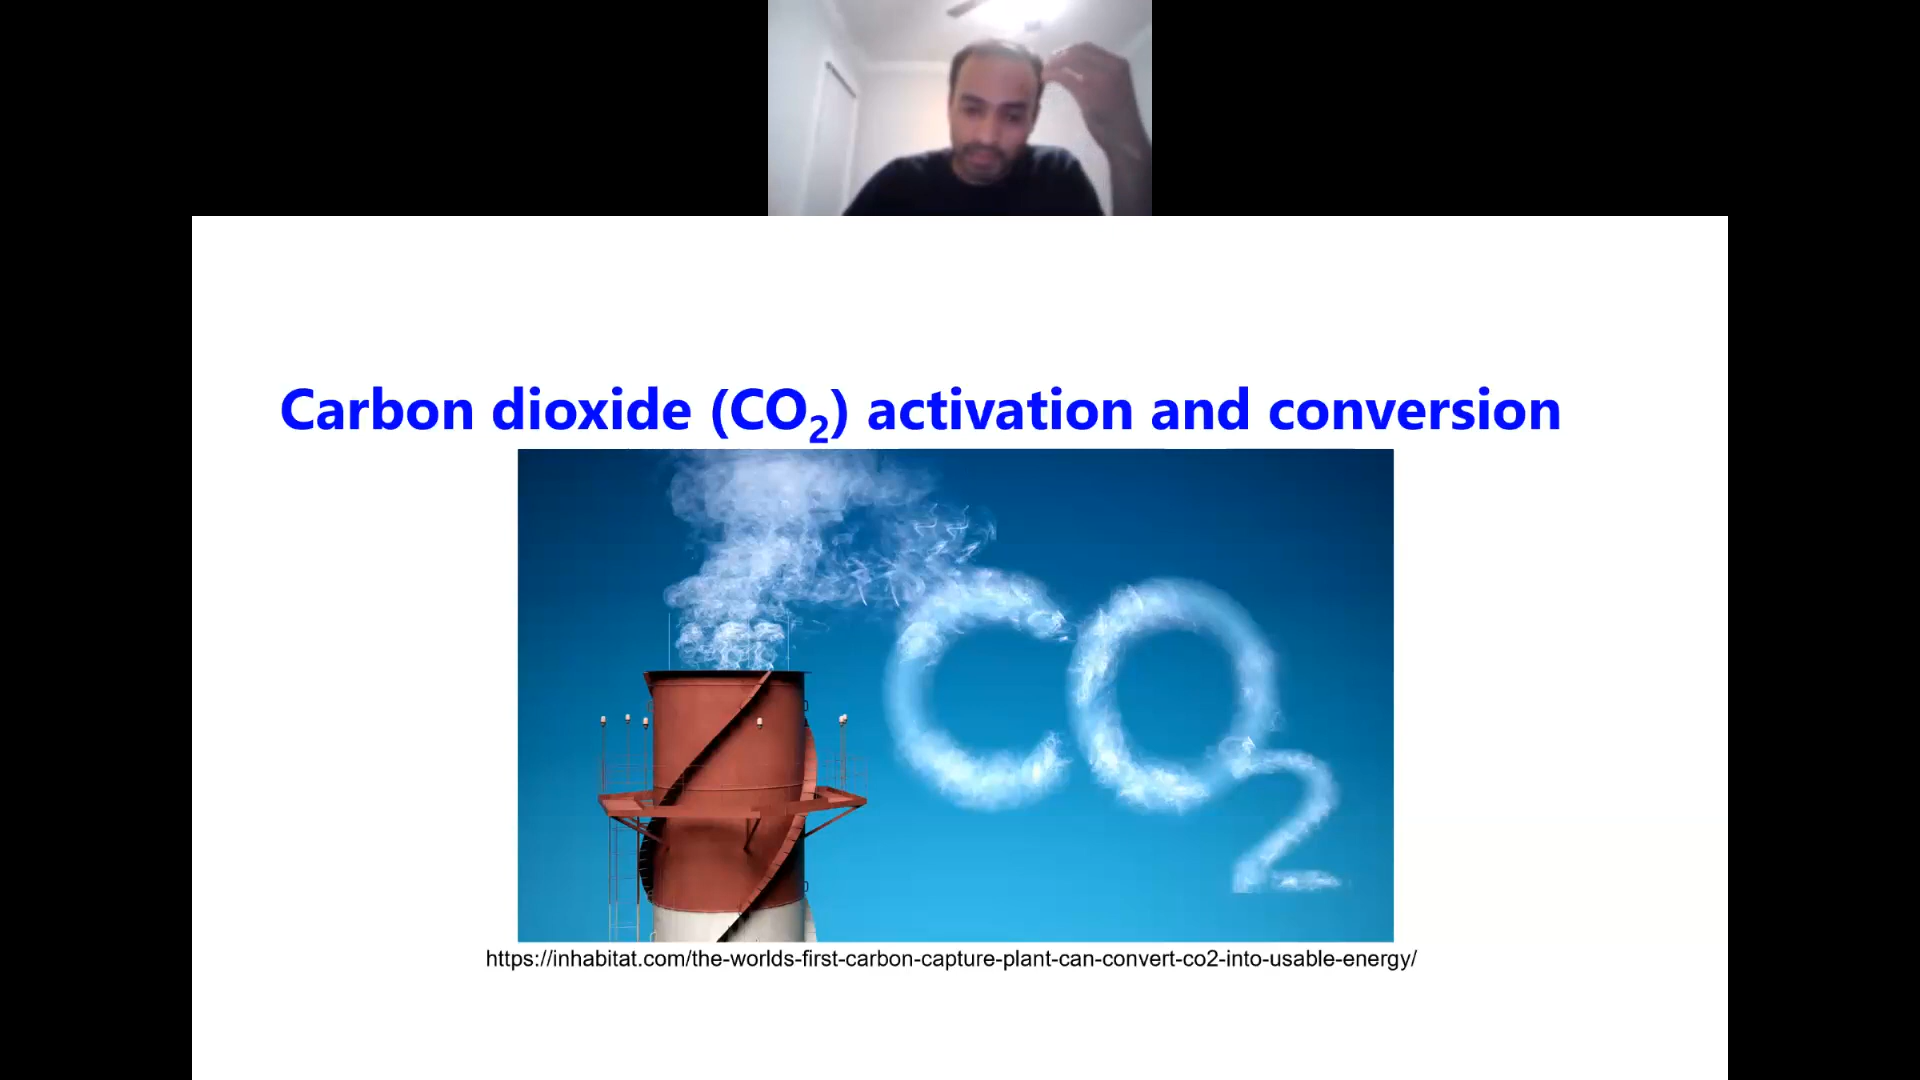 Carbon dioxide (CO₂) activation and conversion
CO₂
https://inhabitat.com/the-worlds-first-carbon-capture-plant-can-convert-co2-into-usable-energy/